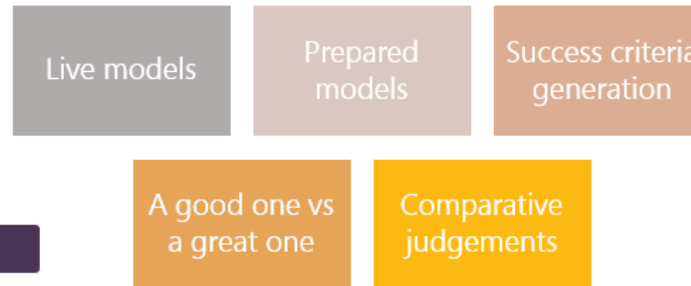 Live models
Prepared
models
Success criteria
generation
A good one vs
a great one
Comparative
judgements